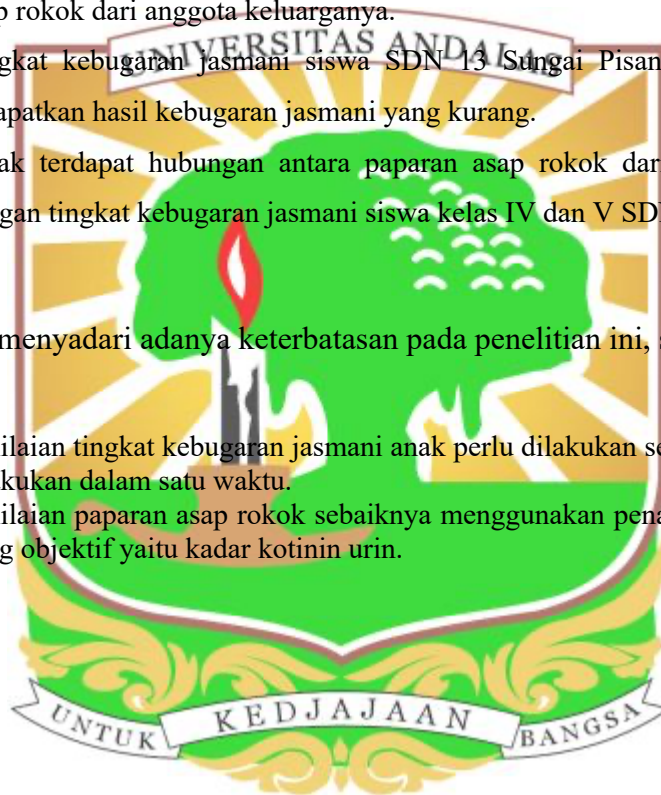 p rokok dari anggota keluarganya.
UNIVERSITAS ANDALAS
gkat kebugaran jasmani siswa SDN 13 Sungai Pisan
apatkan hasil kebugaran jasmani yang kurang.
ak terdapat hubungan antara paparan asap rokok dari
gan tingkat kebugaran jasmani siswa kelas IV dan V SD
menyadari adanya keterbatasan pada penelitian ini, s
ilaian tingkat kebugaran jasmani anak perlu dilakukan se
akukan dalam satu waktu.
ilaian paparan asap rokok sebaiknya menggunakan pena
g objektif yaitu kadar kotinin urin.
UNTUK KEDJAJAAN BANGSA